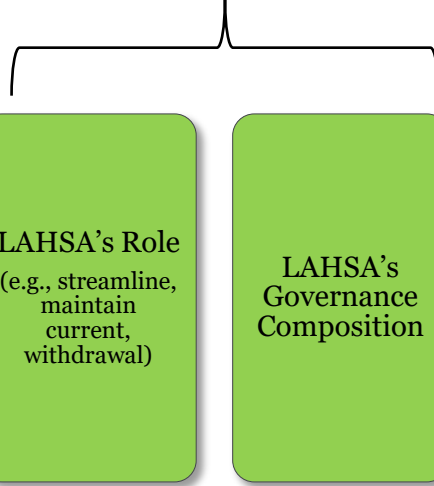 LAHSA's Role
(e.g., streamline,
maintain
current,
withdrawal)
LAHSA's
Governance
Composition